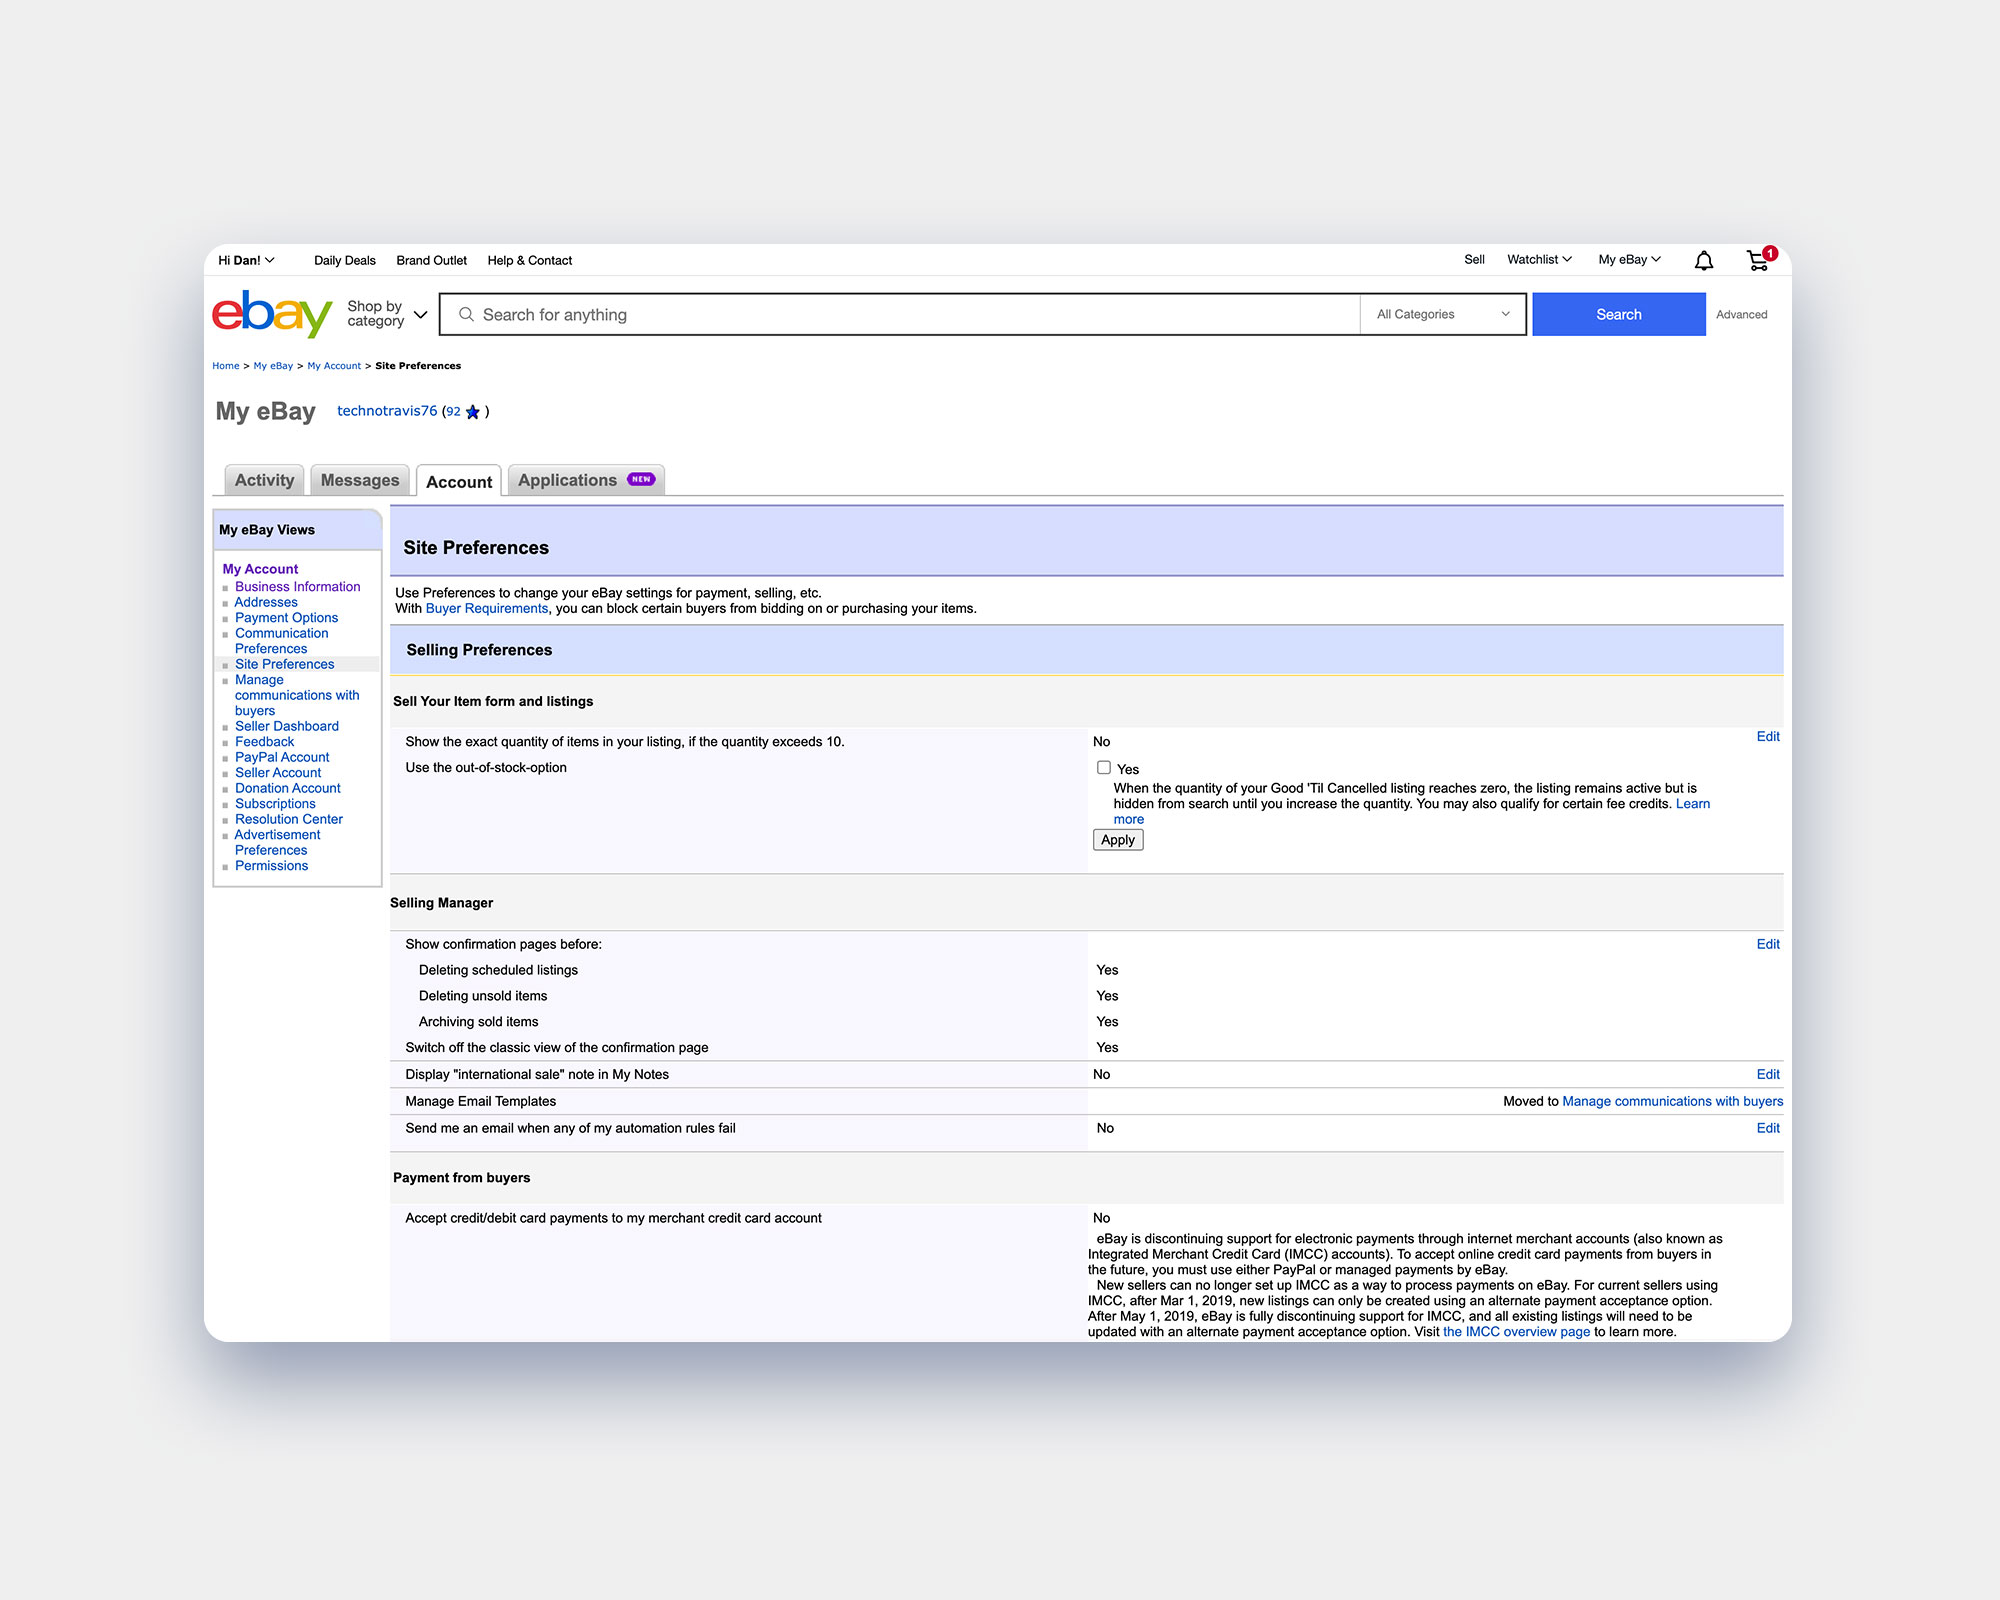 Hi Dan! Daily Deals Brand Outlet Help & Contact Sell Watchlist My eBay 1
ebay Shop by category Search for anything All Categories Search Advanced
Home > My eBay > My Account > Site Preferences
My eBay technotravis76 (92 )
Activity Messages Account Applications NEW
My eBay Views
My Account
Business Information
Addresses
Payment Options
Communication
Preferences
Site Preferences
Manage
communications with
buyers
Seller Dashboard
Feedback
PayPal Account
Seller Account
Donation Account
Subscriptions
Resolution Center
Advertisement
Preferences
Permissions
Site Preferences
Use Preferences to change your eBay settings for payment, selling, etc.
With Buyer Requirements, you can block certain buyers from bidding on or purchasing your items.
Selling Preferences
Sell Your Item form and listings
Show the exact quantity of items in your listing, if the quantity exceeds 10. No Edit
Use the out-of-stock-option Yes
When the quantity of your Good 'Til Cancelled listing reaches zero, the listing remains active but is
hidden from search until you increase the quantity. You may also qualify for certain fee credits. Learn
more
Apply
Selling Manager
Show confirmation pages before: Edit
Deleting scheduled listings Yes
Deleting unsold items Yes
Archiving sold items Yes
Switch off the classic view of the confirmation page Yes
Display "international sale" note in My Notes No Edit
Manage Email Templates Moved to Manage communications with buyers
Send me an email when any of my automation rules fail No Edit
Payment from buyers
Accept credit/debit card payments to my merchant credit card account No
eBay is discontinuing support for electronic payments through internet merchant accounts (also known as
Integrated Merchant Credit Card (IMCC) accounts). To accept online credit card payments from buyers in
the future, you must use either PayPal or managed payments by eBay.
New sellers can no longer set up IMCC as a way to process payments on eBay. For current sellers using
IMCC, after Mar 1, 2019, new listings can only be created using an alternate payment acceptance option.
After May 1, 2019, eBay is fully discontinuing support for IMCC, and all existing listings will need to be
updated with an alternate payment acceptance option. Visit the IMCC overview page to learn more.